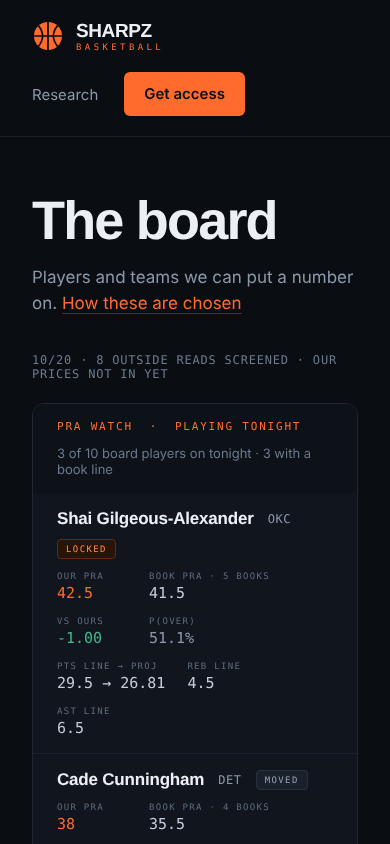 SHARPZ
BASKETBALL
Research
Get access
The board
Players and teams we can put a number
on. How these are chosen
10/20 · 8 OUTSIDE READS SCREENED · OUR
PRICES NOT IN YET
PRA WATCH · PLAYING TONIGHT
3 of 10 board players on tonight · 3 with a
book line
Shai Gilgeous-Alexander OKC
LOCKED
OUR PRA BOOK PRA · 5 BOOKS
42.5 41.5
VS OURS P(OVER)
-1.00 51.1%
PTS LINE → PROJ REB LINE
29.5 → 26.81 4.5
AST LINE
6.5
Cade Cunningham DET MOVED
OUR PRA BOOK PRA · 4 BOOKS
38 35.5